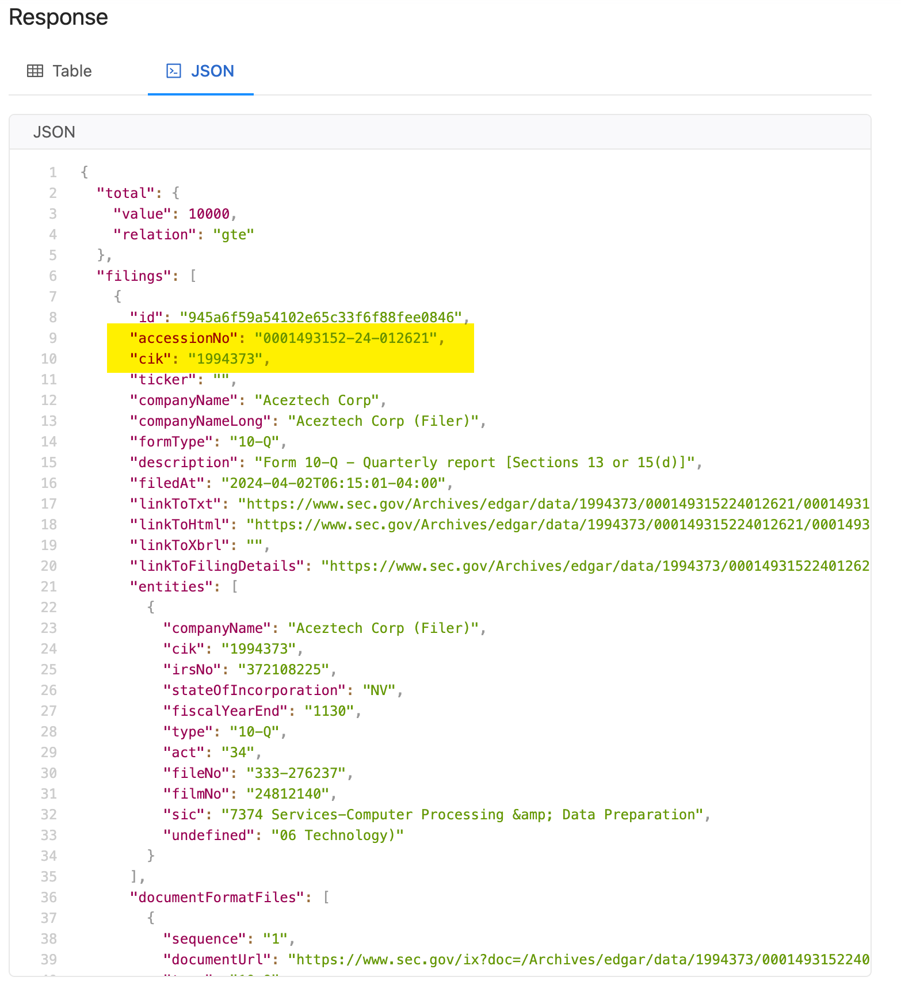 Response
Table
JSON
JSON
1 {
2 "total": {
3 "value": 10000,
4 "relation": "gte"
5 },
6 "filings": [
7 {
8 "id": "945a6f59a54102e65c33f6f88fee0846",
9 "accessionNo": "0001493152-24-012621",
10 "cik": "1994373",
11 "ticker": "",
12 "companyName": "Aceztech Corp",
13 "companyNameLong": "Aceztech Corp (Filer)",
14 "formType": "10-Q",
15 "description": "Form 10-Q - Quarterly report [Sections 13 or 15(d)]",
16 "filedAt": "2024-04-02T06:15:01-04:00",
17 "linkToTxt": "https://www.sec.gov/Archives/edgar/data/1994373/000149315224012621/00014931
18 "linkToHtml": "https://www.sec.gov/Archives/edgar/data/1994373/000149315224012621/0001493
19 "linkToXbrl": "",
20 "linkToFilingDetails": "https://www.sec.gov/Archives/edgar/data/1994373/00014931522401262
21 "entities": [
22 {
23 "companyName": "Aceztech Corp (Filer)",
24 "cik": "1994373",
25 "irsNo": "372108225",
26 "stateOfIncorporation": "NV",
27 "fiscalYearEnd": "1130",
28 "type": "10-Q",
29 "act": "34",
30 "fileNo": "333-276237",
31 "filmNo": "24812140",
32 "sic": "7374 Services-Computer Processing &amp; Data Preparation",
33 "undefined": "06 Technology)"
34 }
35 ],
36 "documentFormatFiles": [
37 {
38 "sequence": "1",
39 "documentUrl": "https://www.sec.gov/ix?doc=/Archives/edgar/data/1994373/0001493152240